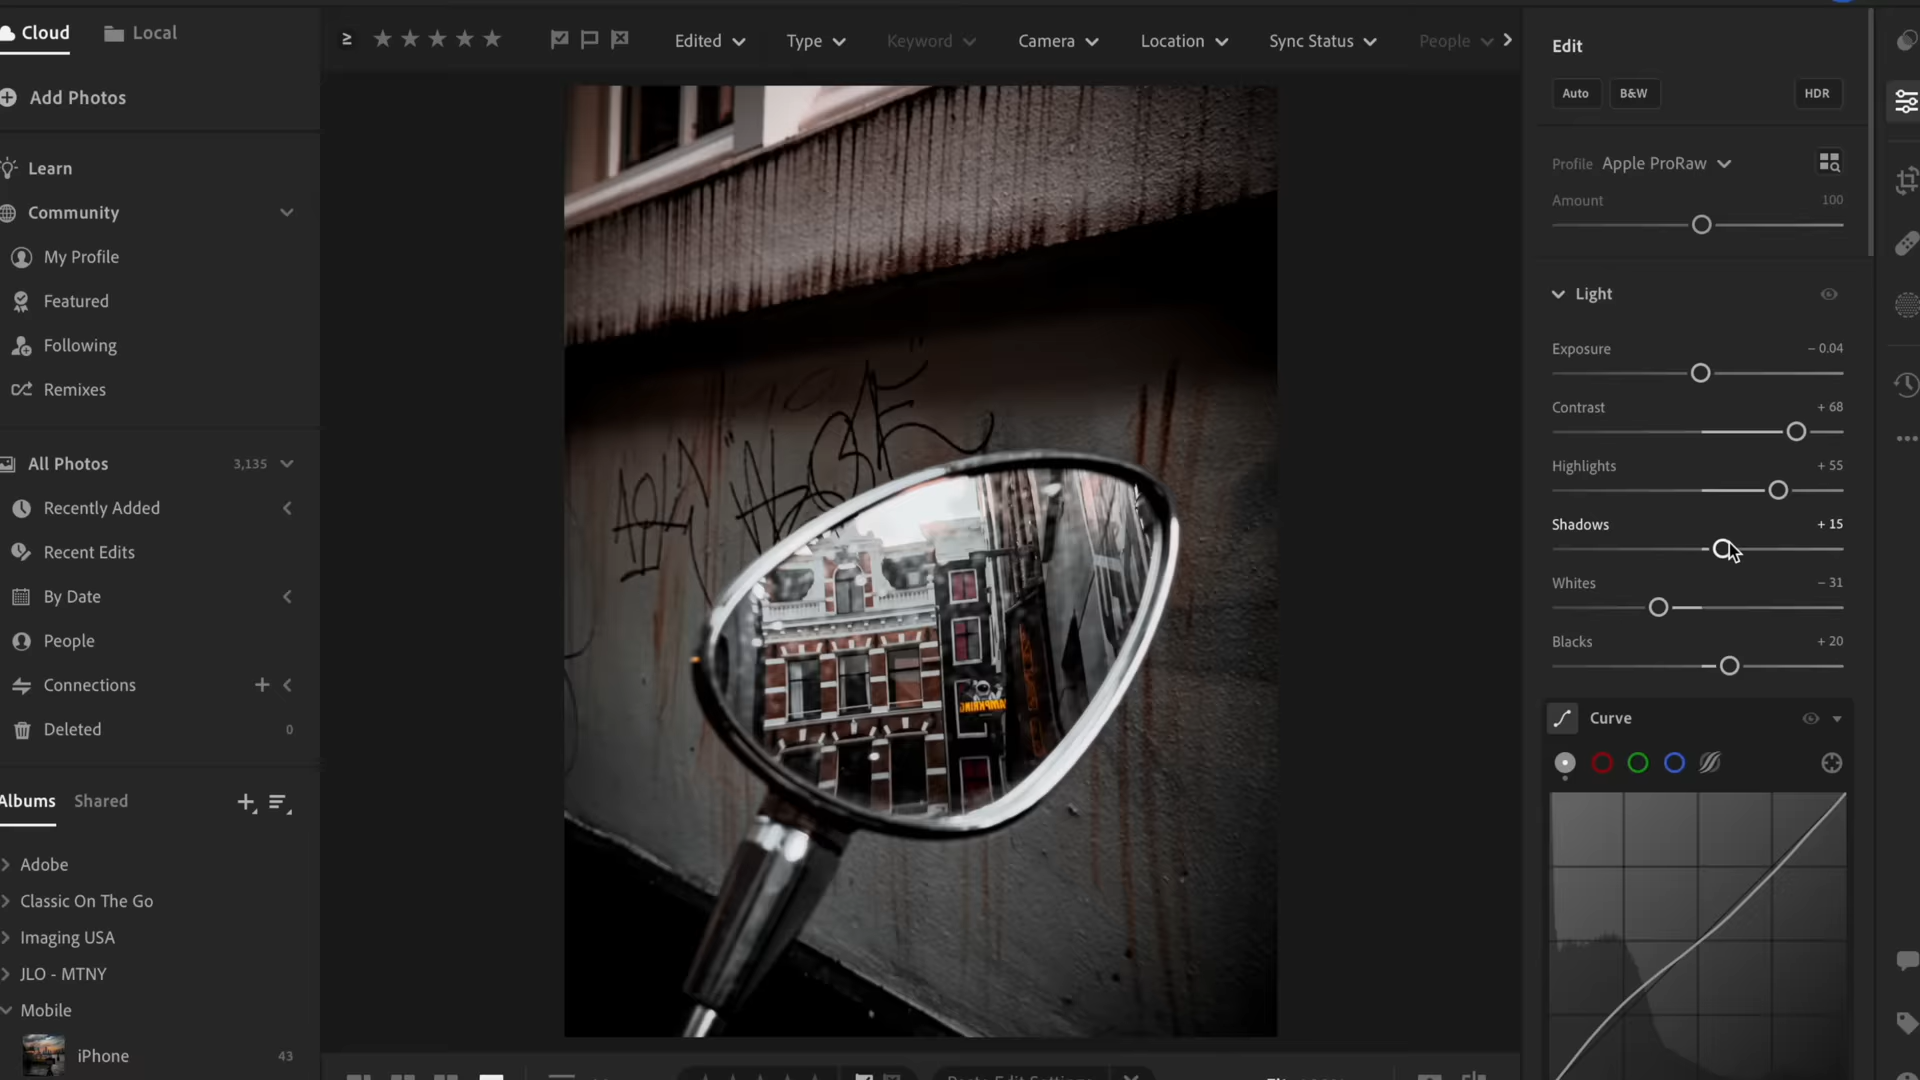 Cloud
Local
≥
Edited
Type
Keyword
Camera
Location
Sync Status
People
Edit
Add Photos
Auto
B&W
HDR
Learn
Profile
Apple ProRaw
Community
Amount
100
My Profile
Featured
Light
Following
Exposure
– 0.04
Remixes
Contrast
+ 68
All Photos
3,135
Highlights
+ 55
Recently Added
Shadows
+ 15
Recent Edits
Whites
– 31
By Date
People
Blacks
+ 20
Connections
Deleted
0
Curve
Albums
Shared
Adobe
Classic On The Go
Imaging USA
JLO - MTNY
Mobile
iPhone
43